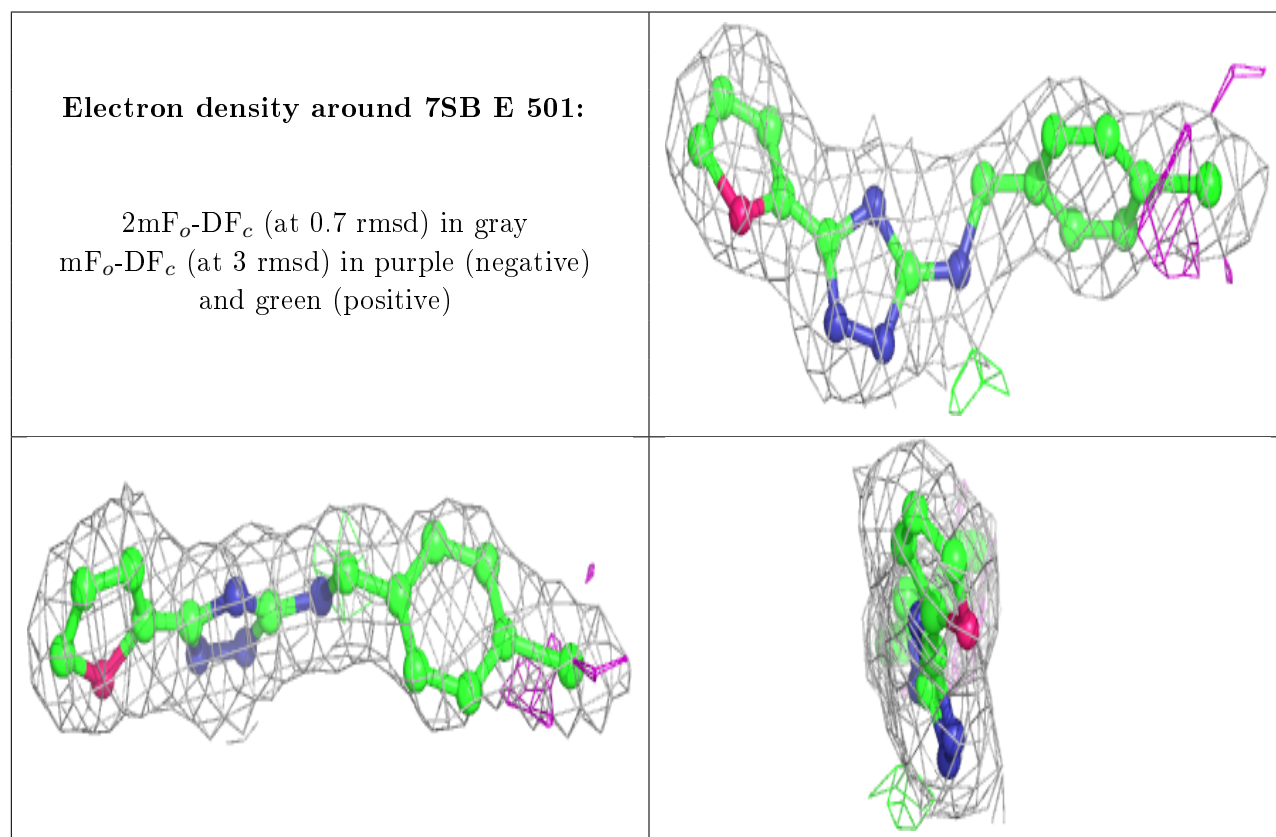 Electron density around 7SB E 501:
2mFo-DFc (at 0.7 rmsd) in gray
mFo-DFc (at 3 rmsd) in purple (negative)
and green (positive)